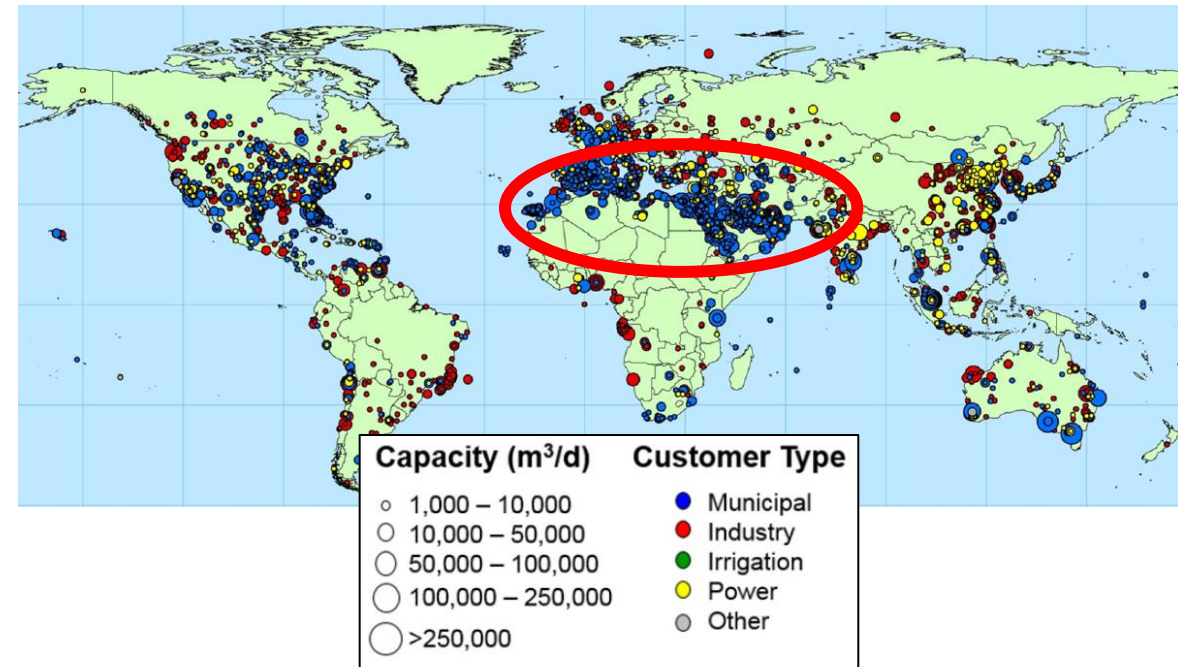 Capacity (m³/d)
1,000 – 10,000
10,000 – 50,000
50,000 – 100,000
100,000 – 250,000
>250,000
Customer Type
Municipal
Industry
Irrigation
Power
Other